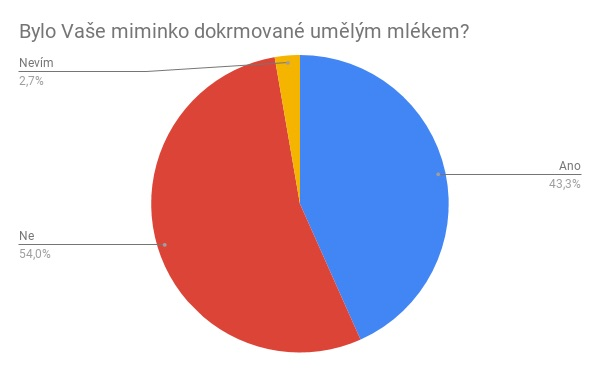 Bylo Vaše miminko dokrmované umělým mlékem?
Nevím
2,7%
Ano
43,3%
Ne
54,0%